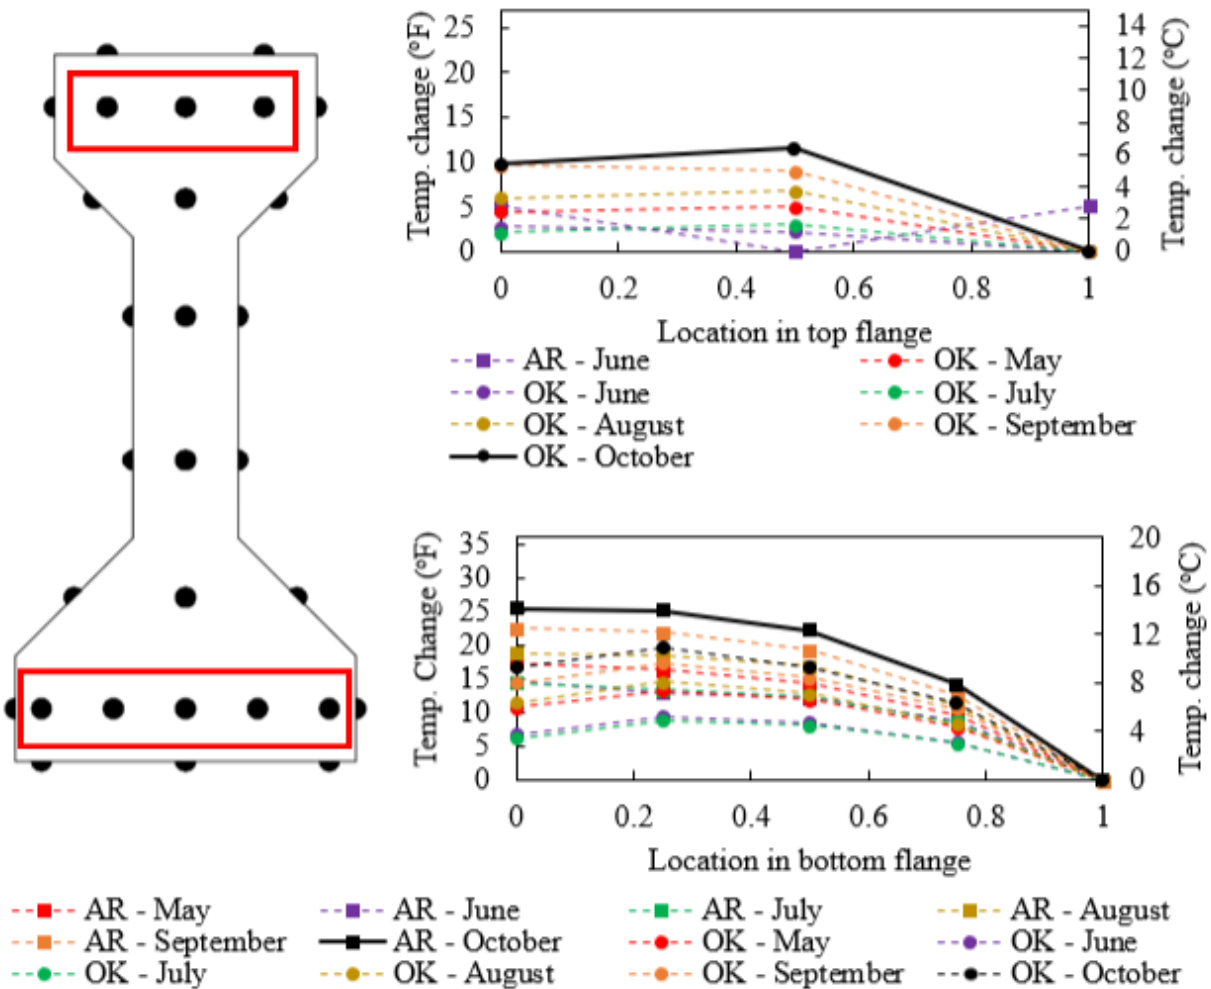 Temp. change (°F)
25
20
15
10
5
0
14
12
10
8
6
4
2
0
Temp. change (°C)
0 0.2 0.4 0.6 0.8 1
Location in top flange
AR - June OK - May
OK - June OK - July
OK - August OK - September
OK - October
Temp. Change (°F)
35
30
25
20
15
10
5
0
20
16
12
8
4
0
Temp. change (°C)
0 0.2 0.4 0.6 0.8 1
Location in bottom flange
AR - May AR - June AR - July AR - August
AR - September AR - October OK - May OK - June
OK - July OK - August OK - September OK - October